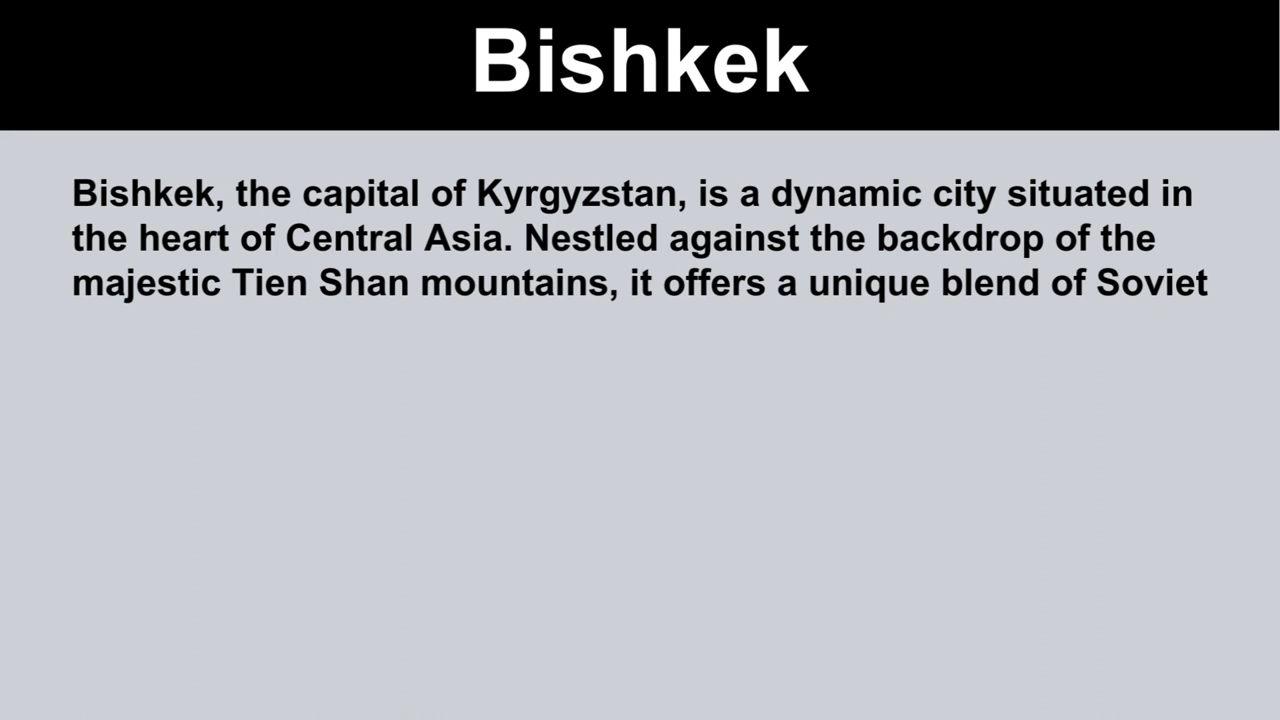 Bishkek
Bishkek, the capital of Kyrgyzstan, is a dynamic city situated in
the heart of Central Asia. Nestled against the backdrop of the
majestic Tien Shan mountains, it offers a unique blend of Soviet